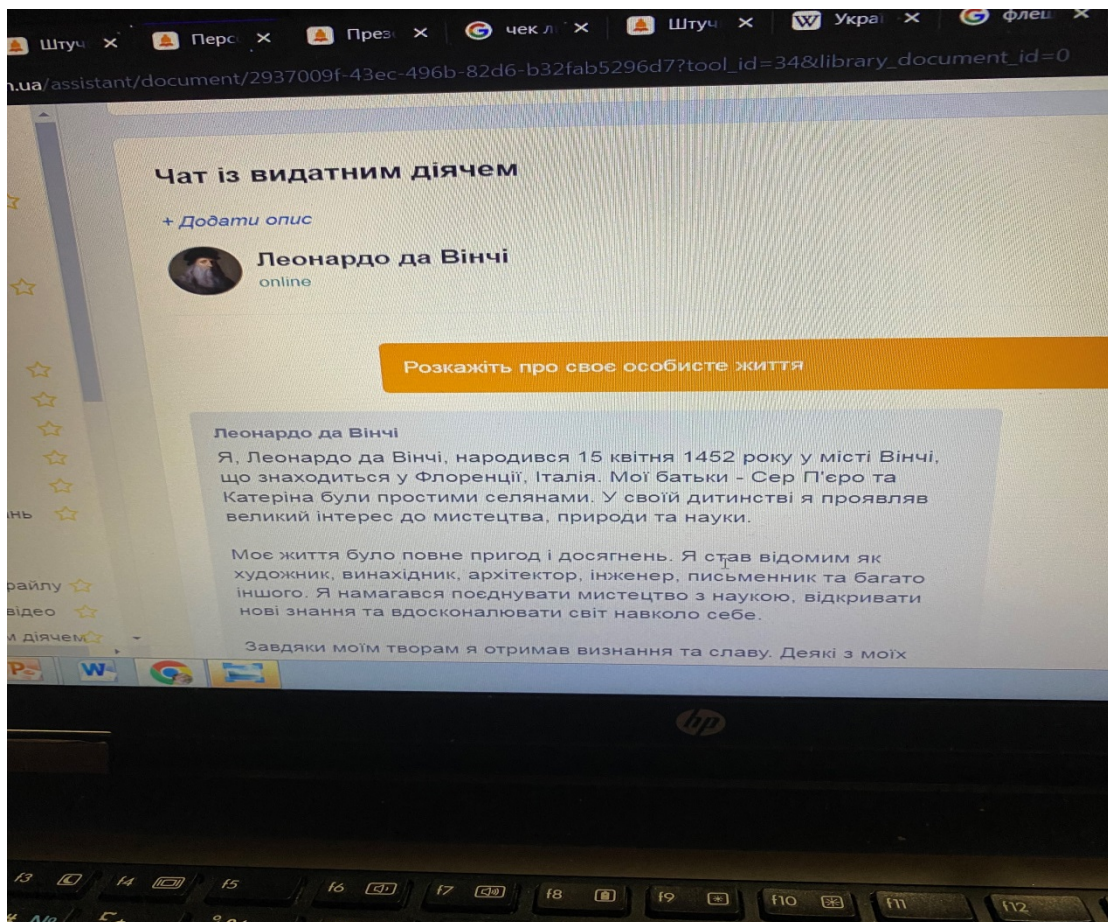 Штуч
Перс
През
чек л
Штуч
Украї
флеш
n.ua/assistant/document/2937009f-43ec-496b-82d6-b32fab5296d7?tool_id=34&library_document_id=0
Чат із видатним діячем
+ Додати опис
Леонардо да Вінчі
online
Розкажіть про своє особисте життя
Леонардо да Вінчі
Я, Леонардо да Вінчі, народився 15 квітня 1452 року у місті Вінчі,
що знаходиться у Флоренції, Італія. Мої батьки - Сер П'єро та
Катеріна були простими селянами. У своїй дитинстві я проявляв
великий інтерес до мистецтва, природи та науки.
Моє життя було повне пригод і досягнень. Я став відомим як
художник, винахідник, архітектор, інженер, письменник та багато
іншого. Я намагався поєднувати мистецтво з наукою, відкривати
нові знання та вдосконалювати світ навколо себе.
Завдяки моїм творам я отримав визнання та славу. Деякі з моїх
нь
файлу
відео
м діячем
hp
f3
f4
f5
f6
f7
f8
f9
f10
f11
f12